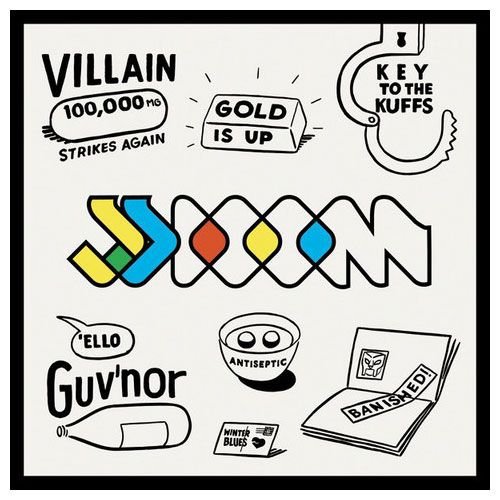 VILLAIN
100,000 MG
STRIKES AGAIN
GOLD
IS UP
KEY
TO THE
KUFFS
JJDOOM
'ELLO
Guv'nor
ANTISEPTIC
WINTER
BLUES
BANISHED!!